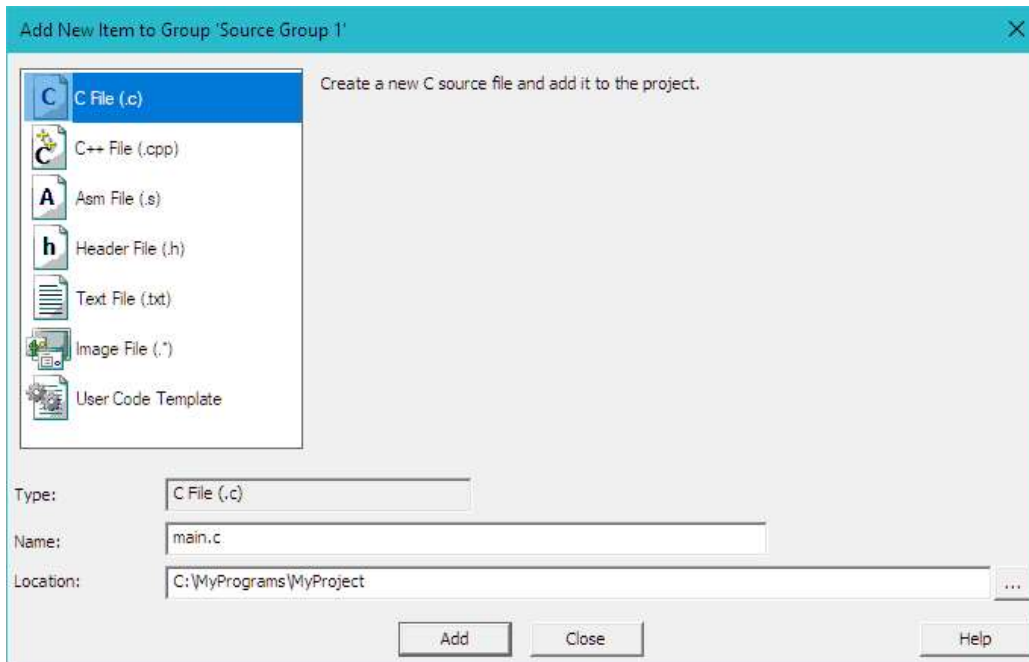 Add New Item to Group 'Source Group 1'
C File (.c)
Create a new C source file and add it to the project.
C++ File (.cpp)
Asm File (.s)
Header File (.h)
Text File (.txt)
Image File (.*)
User Code Template
Type:
C File (.c)
Name:
main.c
Location:
C:\MyPrograms\MyProject
...
Add
Close
Help